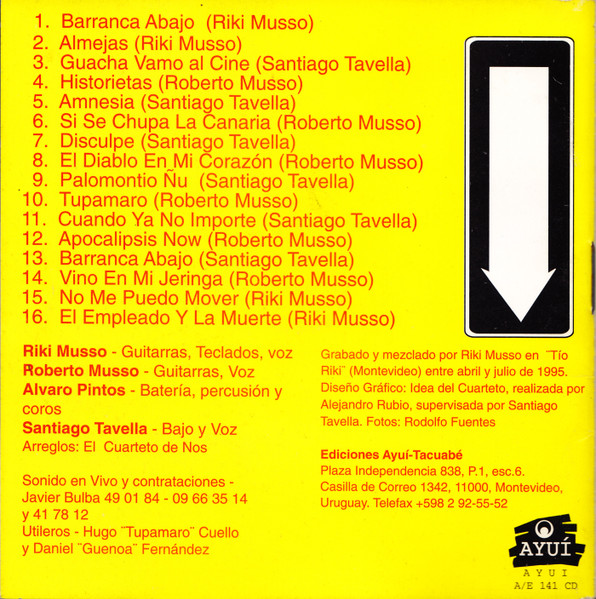 1. Barranca Abajo (Riki Musso)
2. Almejas (Riki Musso)
3. Guacha Vamo al Cine (Santiago Tavella)
4. Historietas (Roberto Musso)
5. Amnesia (Santiago Tavella)
6. Si Se Chupa La Canaria (Roberto Musso)
7. Disculpe (Santiago Tavella)
8. El Diablo En Mi Corazón (Roberto Musso)
9. Palomontio Ñu (Santiago Tavella)
10. Tupamaro (Roberto Musso)
11. Cuando Ya No Importe (Santiago Tavella)
12. Apocalipsis Now (Roberto Musso)
13. Barranca Abajo (Santiago Tavella)
14. Vino En Mi Jeringa (Roberto Musso)
15. No Me Puedo Mover (Riki Musso)
16. El Empleado Y La Muerte (Riki Musso)
Riki Musso - Guitarras, Teclados, voz
Roberto Musso - Guitarras, Voz
Alvaro Pintos - Batería, percusión y
coros
Santiago Tavella - Bajo y Voz
Arreglos: El Cuarteto de Nos
Sonido en Vivo y contrataciones -
Javier Bulba 49 01 84 - 09 66 35 14
y 41 78 12
Utileros - Hugo ¨Tupamaro¨ Cuello
y Daniel ¨Guenoa¨ Fernández
Grabado y mezclado por Riki Musso en ¨Tío
Riki¨ (Montevideo) entre abril y julio de 1995.
Diseño Gráfico: Idea del Cuarteto, realizada por
Alejandro Rubio, supervisada por Santiago
Tavella. Fotos: Rodolfo Fuentes
Ediciones Ayuí-Tacuabé
Plaza Independencia 838, P.1, esc.6.
Casilla de Correo 1342, 11000, Montevideo,
Uruguay. Telefax +598 2 92-55-52
AYUÍ
AYUI
A/E 141 CD